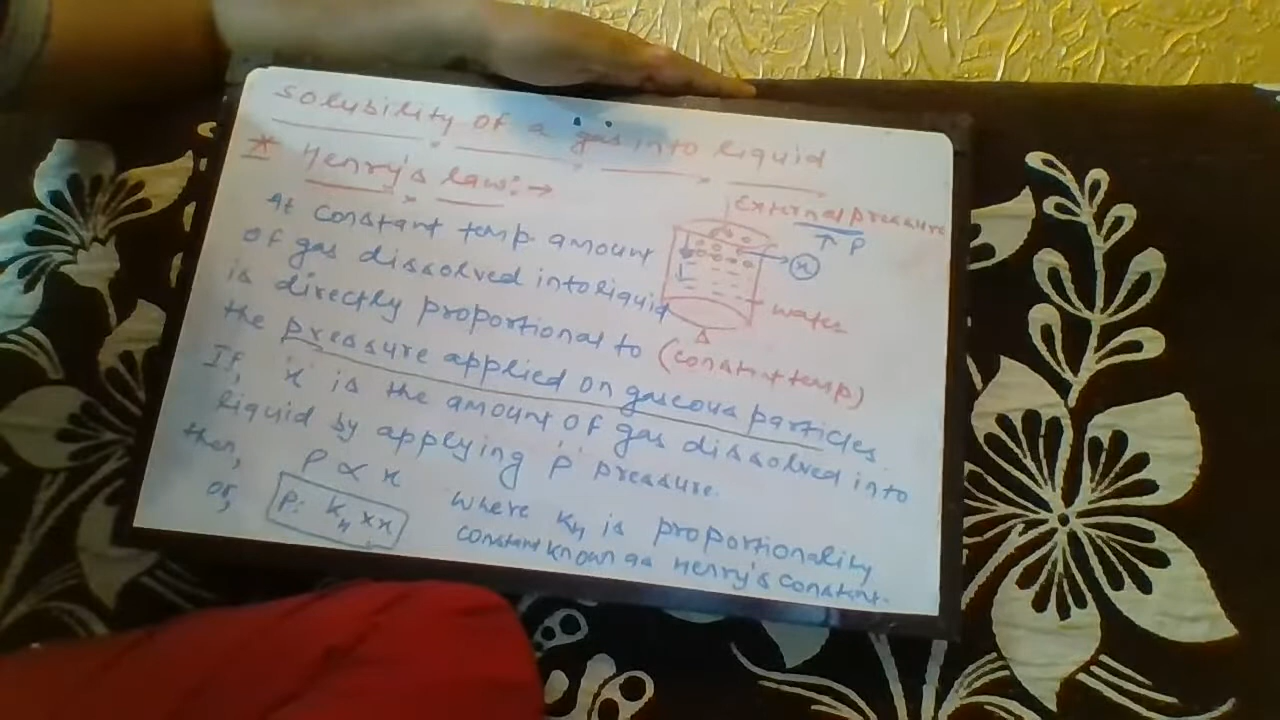 Solubility of a gas into liquid
* Henry's law:→
External pressure
↑ P
At constant temp. amount
of gas dissolved into liquid
x
water
is directly proportional to
(constant temp)
the pressure applied on gaseous particles
If, 'x' is the amount of gas dissolved into
liquid by applying 'p' pressure.
then, P ∝ x
or, P: K_H × x
where K_H is proportionality
constant known as Henry's constant.